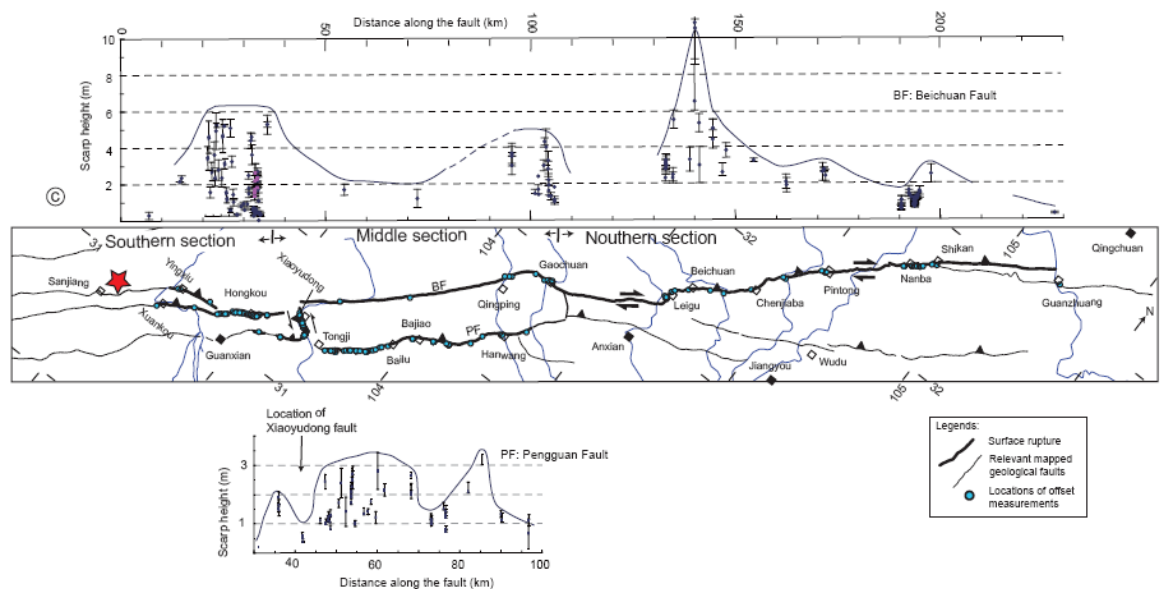 Distance along the fault (km)
0
50
100
150
200
10
8
6
4
2
Scarp height (m)
BF: Beichuan Fault
c
31
Southern section
Middle section
104
Nouthern section
32
Shikan
105
Qingchuan
Sanjiang
Yingxiu
Hongkou
Xiaoyudong
BF
Qingping
Gaochuan
Beichuan
Leigu
Chenjiaba
Pintong
Nanba
Guanzhuang
N
Xuankou
Guanxian
Tongji
Bajiao
Bailu
PF
Hanwang
Anxian
Jiangyou
Wudu
31
104
105
32
Location of
Xiaoyudong fault
PF: Pengguan Fault
3
1
Scarp height (m)
40
60
80
100
Distance along the fault (km)
Legends:
Surface rupture
Relevant mapped
geological faults
Locations of offset
measurements